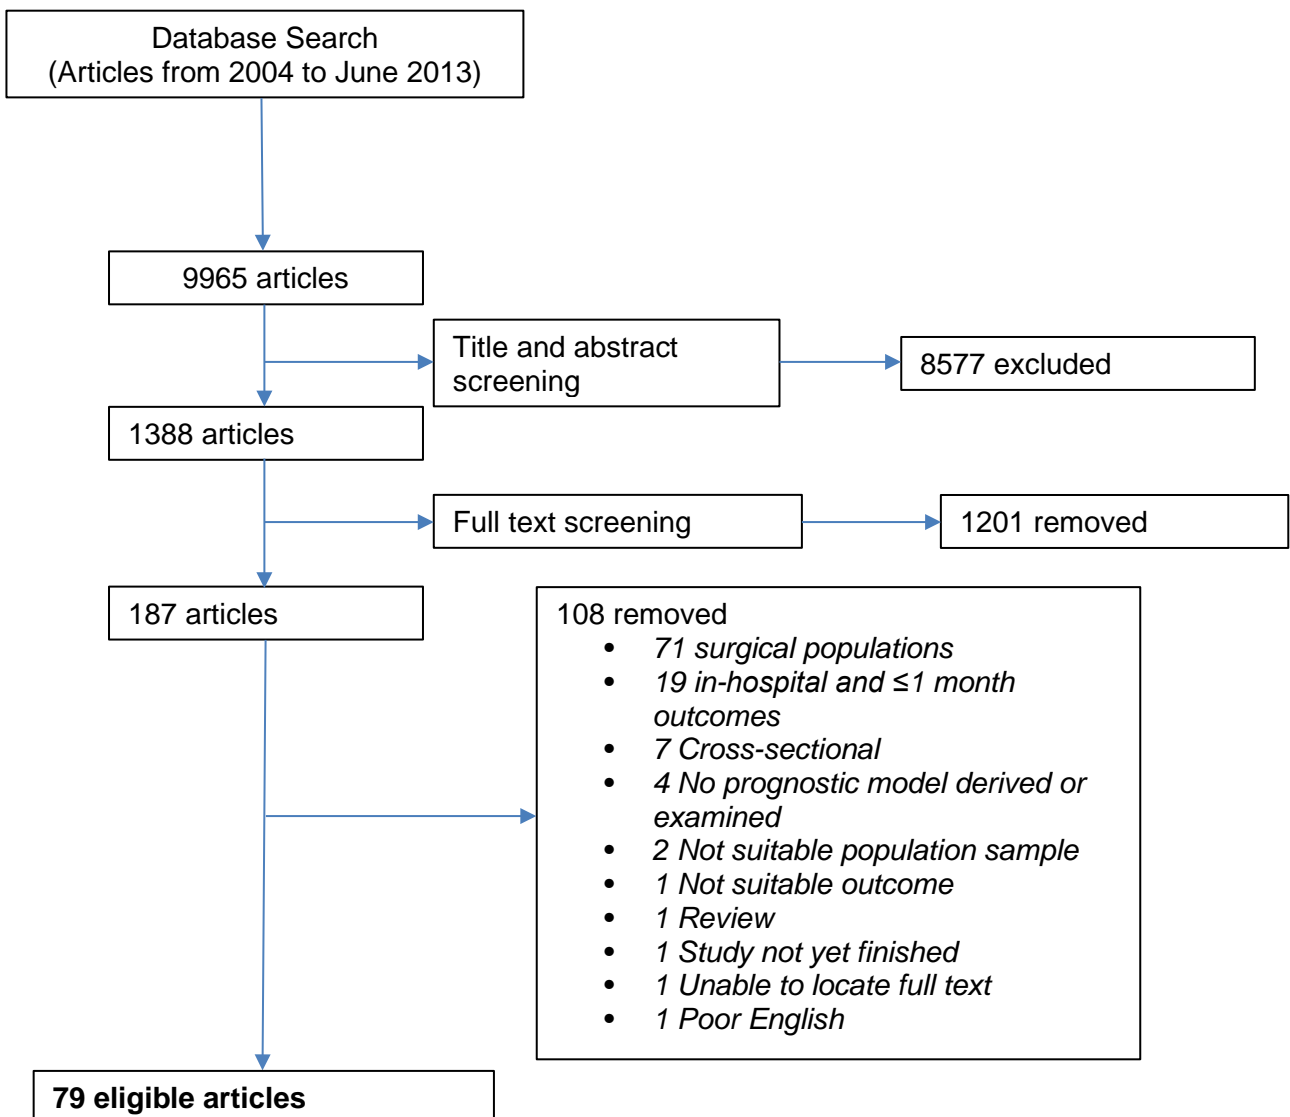 Database Search
(Articles from 2004 to June 2013)
9965 articles
Title and abstract
screening
8577 excluded
1388 articles
Full text screening
1201 removed
187 articles
108 removed
• 71 surgical populations
• 19 in-hospital and ≤1 month
outcomes
• 7 Cross-sectional
• 4 No prognostic model derived or
examined
• 2 Not suitable population sample
• 1 Not suitable outcome
• 1 Review
• 1 Study not yet finished
• 1 Unable to locate full text
• 1 Poor English
79 eligible articles